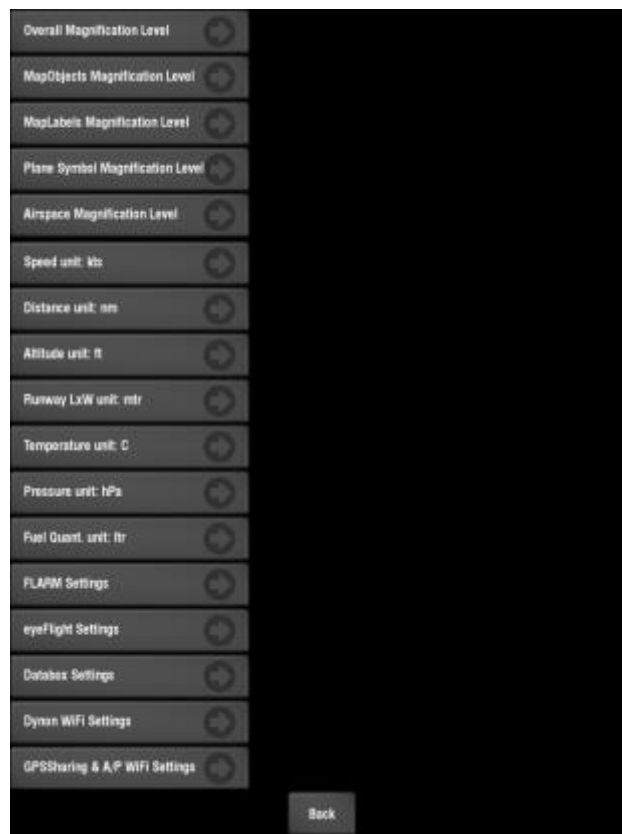 Overall Magnification Level
MapObjects Magnification Level
MapLabels Magnification Level
Plane Symbol Magnification Level
Airspace Magnification Level
Speed unit: kts
Distance unit: nm
Altitude unit: ft
Runway LxW unit: mtr
Temperature unit: C
Pressure unit: hPa
Fuel Quant. unit: ltr
FLARM Settings
eyeFlight Settings
Databox Settings
Dynon WiFi Settings
GPSSharing & A/P WiFi Settings
Back